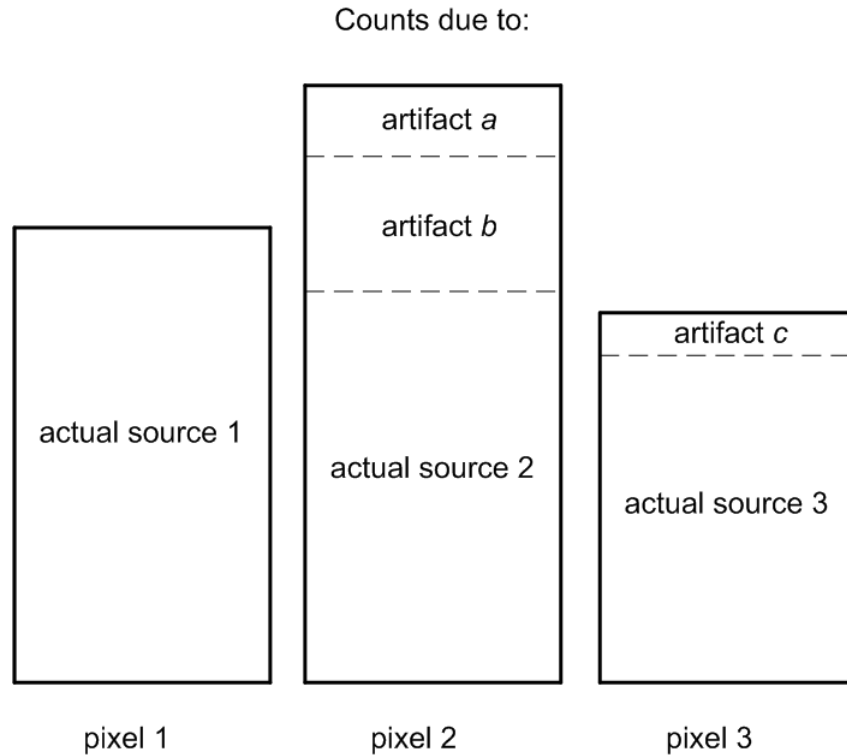 Counts due to:
artifact a
artifact b
artifact c
actual source 1
actual source 2
actual source 3
pixel 1
pixel 2
pixel 3